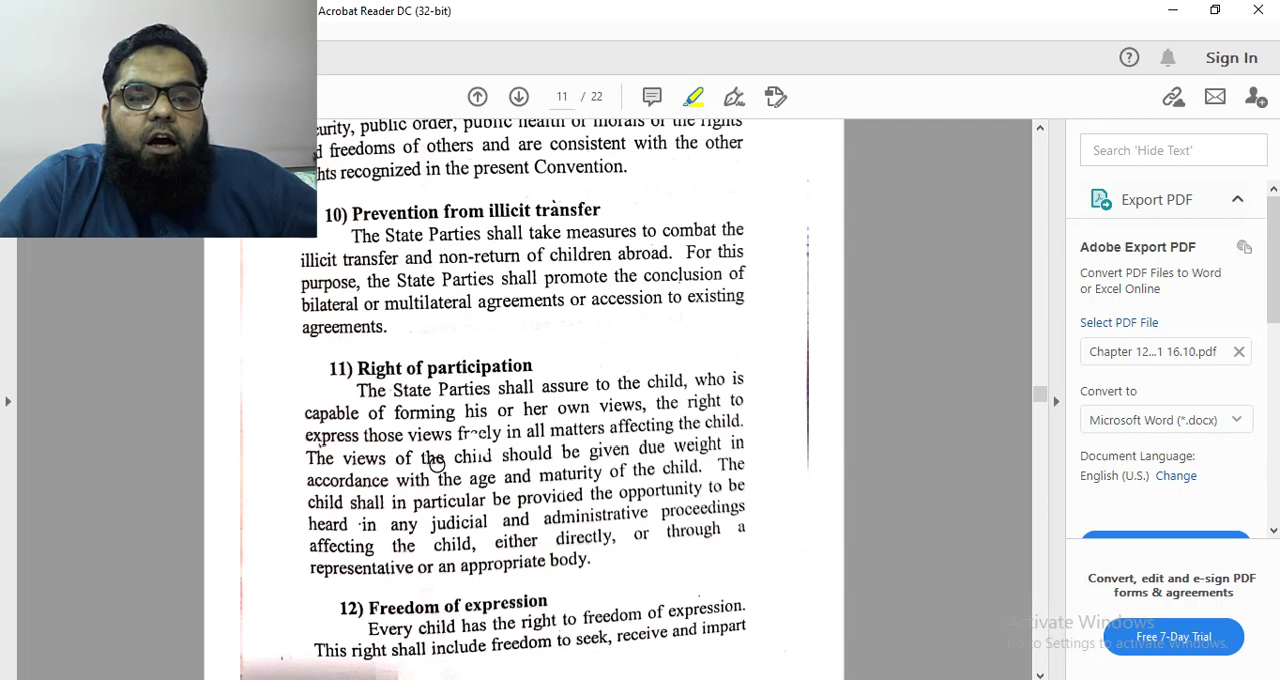 Acrobat Reader DC (32-bit)
Sign In
11 / 22
curity, public order, public health or morals or the rights
freedoms of others and are consistent with the other
hts recognized in the present Convention.
10) Prevention from illicit transfer
The State Parties shall take measures to combat the
illicit transfer and non-return of children abroad. For this
purpose, the State Parties shall promote the conclusion of
bilateral or multilateral agreements or accession to existing
agreements.
11) Right of participation
The State Parties shall assure to the child, who is
capable of forming his or her own views, the right to
express those views freely in all matters affecting the child.
The views of the child should be given due weight in
accordance with the age and maturity of the child. The
child shall in particular be provided the opportunity to be
heard in any judicial and administrative proceedings
affecting the child, either directly, or through a
representative or an appropriate body.
12) Freedom of expression
Every child has the right to freedom of expression.
This right shall include freedom to seek, receive and impart
Search 'Hide Text'
Export PDF
Adobe Export PDF
Convert PDF Files to Word
or Excel Online
Select PDF File
Chapter 12...1 16.10.pdf
Convert to
Microsoft Word (*.docx)
Document Language:
English (U.S.) Change
Convert, edit and e-sign PDF
forms & agreements
Free 7-Day Trial
Activate Windows
Go to Settings to activate Windows.